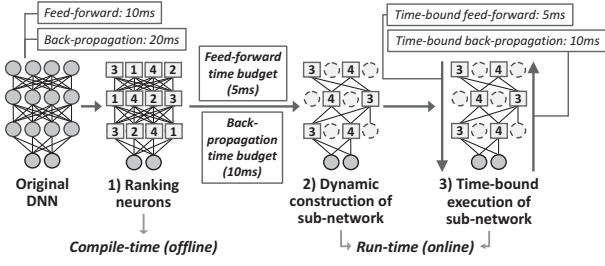 Feed-forward: 10ms
Back-propagation: 20ms
Time-bound feed-forward: 5ms
Time-bound back-propagation: 10ms
Feed-forward
time budget
(5ms)
Back-
propagation
time budget
(10ms)
3 1 4 2
1 4 2 3
3 2 4 1
3 4
4 3
3 4
3 4
4 3
3 4
Original
DNN
1) Ranking
neurons
2) Dynamic
construction of
sub-network
3) Time-bound
execution of
sub-network
Compile-time (offline)
Run-time (online)